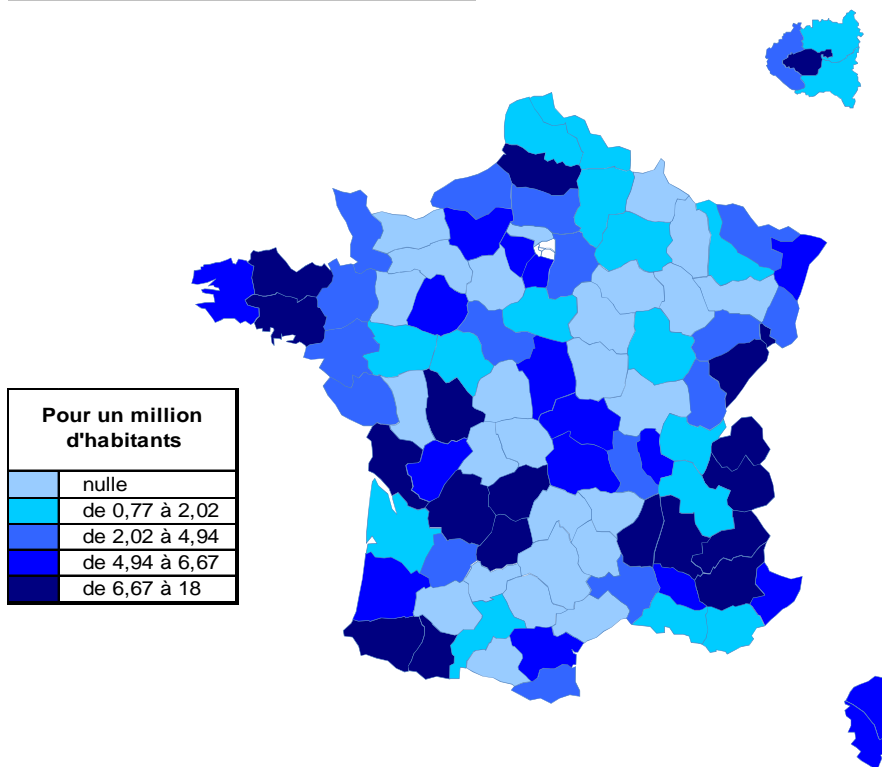 Pour un million
d'habitants
nulle
de 0,77 à 2,02
de 2,02 à 4,94
de 4,94 à 6,67
de 6,67 à 18